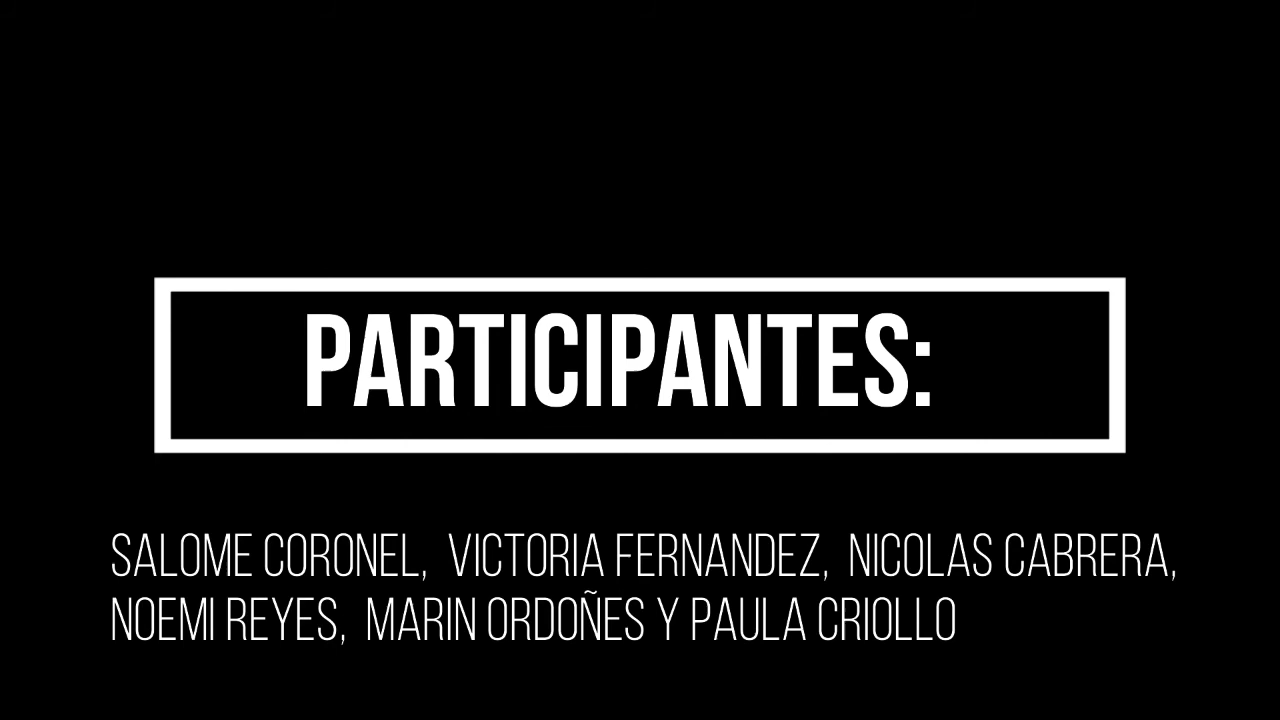 PARTICIPANTES:
SALOME CORONEL, VICTORIA FERNANDEZ, NICOLAS CABRERA,
NOEMI REYES, MARIN ORDOÑES Y PAULA CRIOLLO